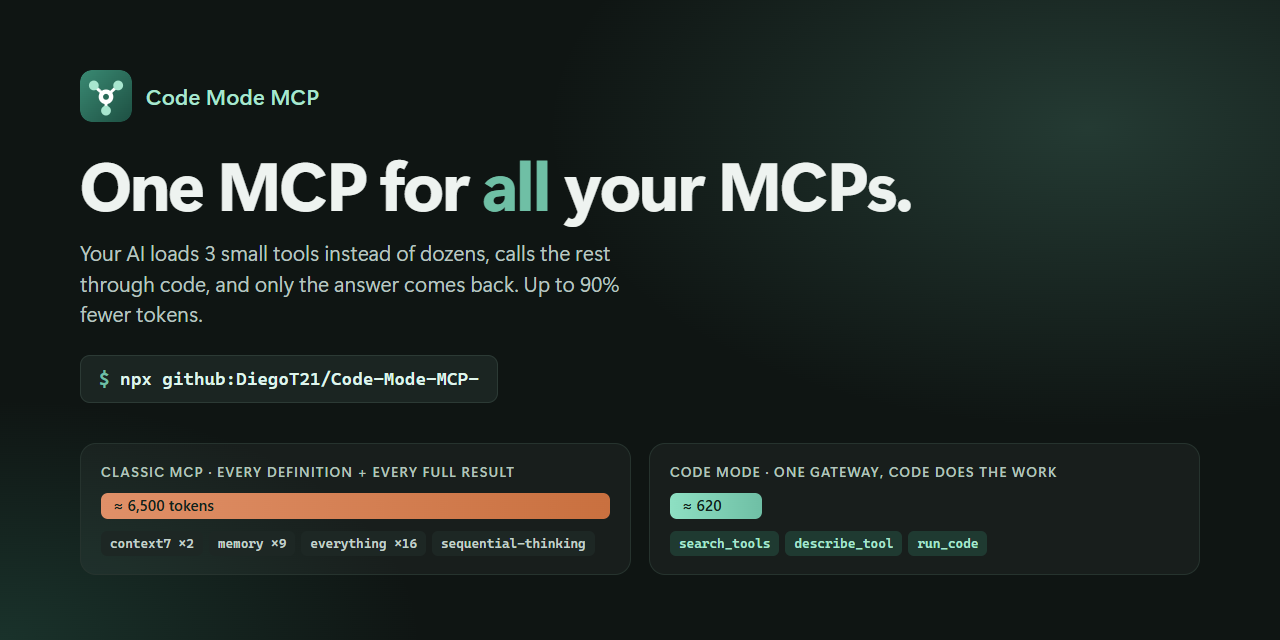 Code Mode MCP
One MCP for all your MCPs.
Your AI loads 3 small tools instead of dozens, calls the rest
through code, and only the answer comes back. Up to 90%
fewer tokens.
$ npx github:DiegoT21/Code-Mode-MCP-
CLASSIC MCP · EVERY DEFINITION + EVERY FULL RESULT
≈ 6,500 tokens
context7 ×2 memory ×9 everything ×16 sequential-thinking
CODE MODE · ONE GATEWAY, CODE DOES THE WORK
≈ 620
search_tools describe_tool run_code